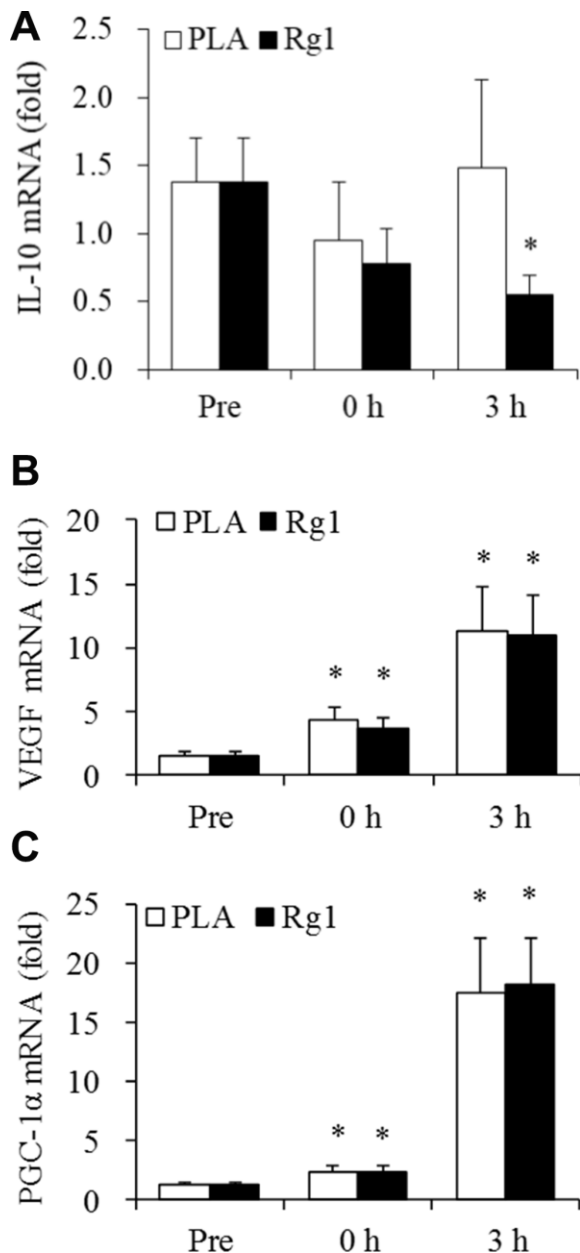 A
IL-10 mRNA (fold)
2.5
2.0
1.5
1.0
0.5
0.0
PLA Rg1
*
Pre 0 h 3 h
B
VEGF mRNA (fold)
20
15
10
5
0
PLA Rg1
* *
* *
Pre 0 h 3 h
C
PGC-1α mRNA (fold)
25
20
15
10
5
0
PLA Rg1
* *
* *
Pre 0 h 3 h